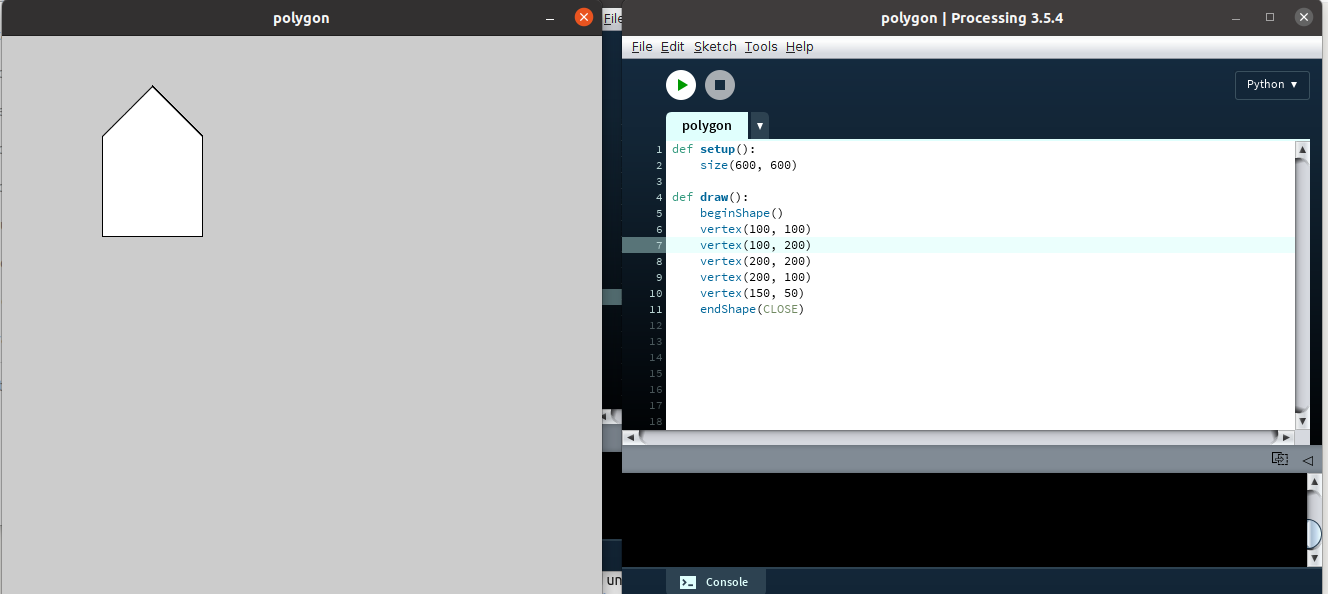 polygon
File
polygon | Processing 3.5.4
File Edit Sketch Tools Help
Python
polygon
1 def setup():
2     size(600, 600)
3
4 def draw():
5     beginShape()
6     vertex(100, 100)
7     vertex(100, 200)
8     vertex(200, 200)
9     vertex(200, 100)
10     vertex(150, 50)
11     endShape(CLOSE)
12
13
14
15
16
17
18
un
>_ Console